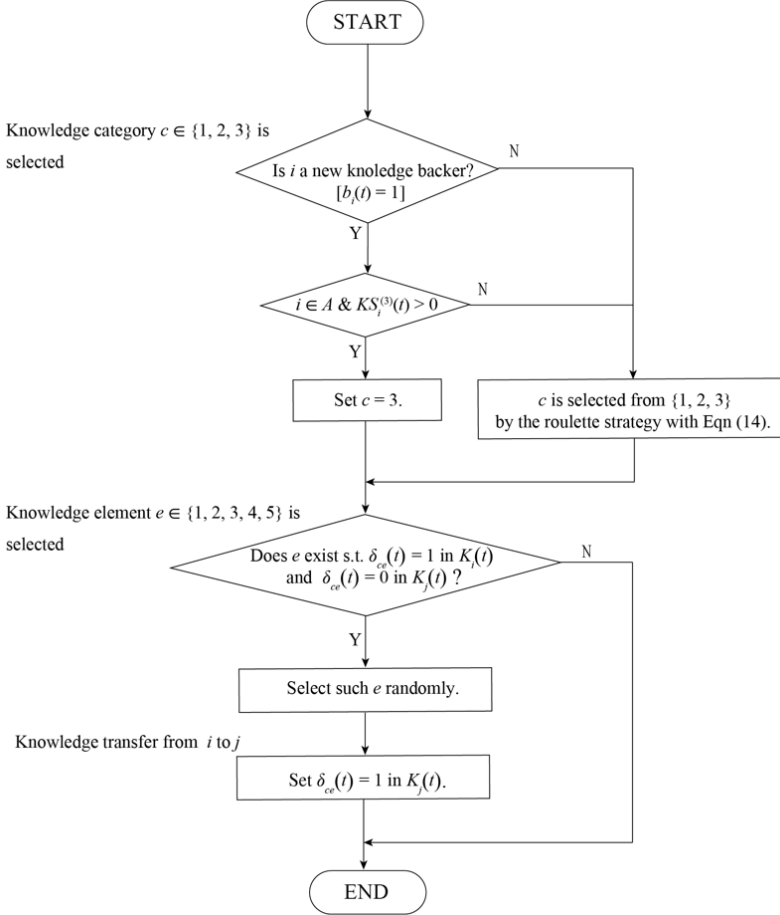 START
Knowledge category c ∈ {1, 2, 3} is
selected
N
Is i a new knoledge backer?
[b_i(t) = 1]
Y
i ∈ A & KS_i^(3)(t) > 0
N
Y
Set c = 3.
c is selected from {1, 2, 3}
by the roulette strategy with Eqn (14).
Knowledge element e ∈ {1, 2, 3, 4, 5} is
selected
Does e exist s.t. δ_ce(t) = 1 in K_i(t)
and δ_ce(t) = 0 in K_j(t) ?
N
Y
Select such e randomly.
Knowledge transfer from i to j
Set δ_ce(t) = 1 in K_j(t).
END